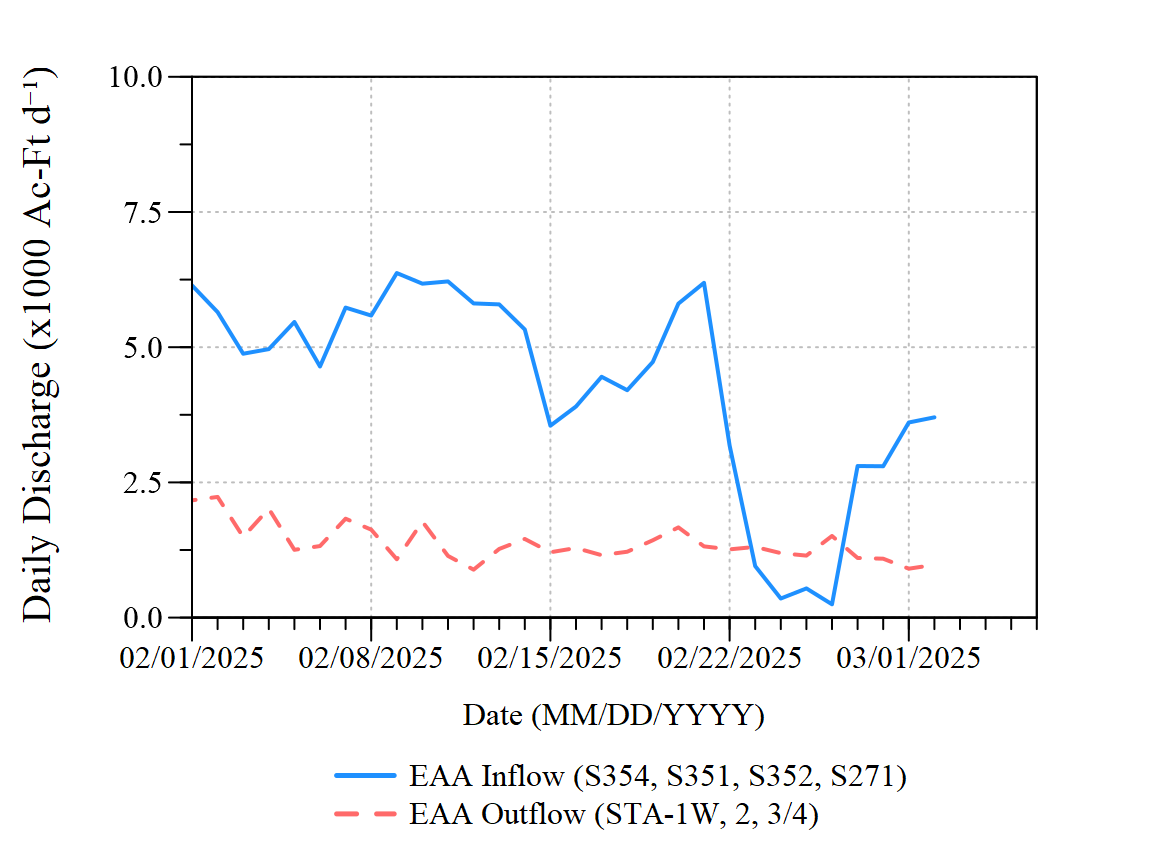 Daily Discharge (x1000 Ac-Ft d⁻¹)
10.0
7.5
5.0
2.5
0.0
02/01/2025 02/08/2025 02/15/2025 02/22/2025 03/01/2025
Date (MM/DD/YYYY)
EAA Inflow (S354, S351, S352, S271)
EAA Outflow (STA-1W, 2, 3/4)